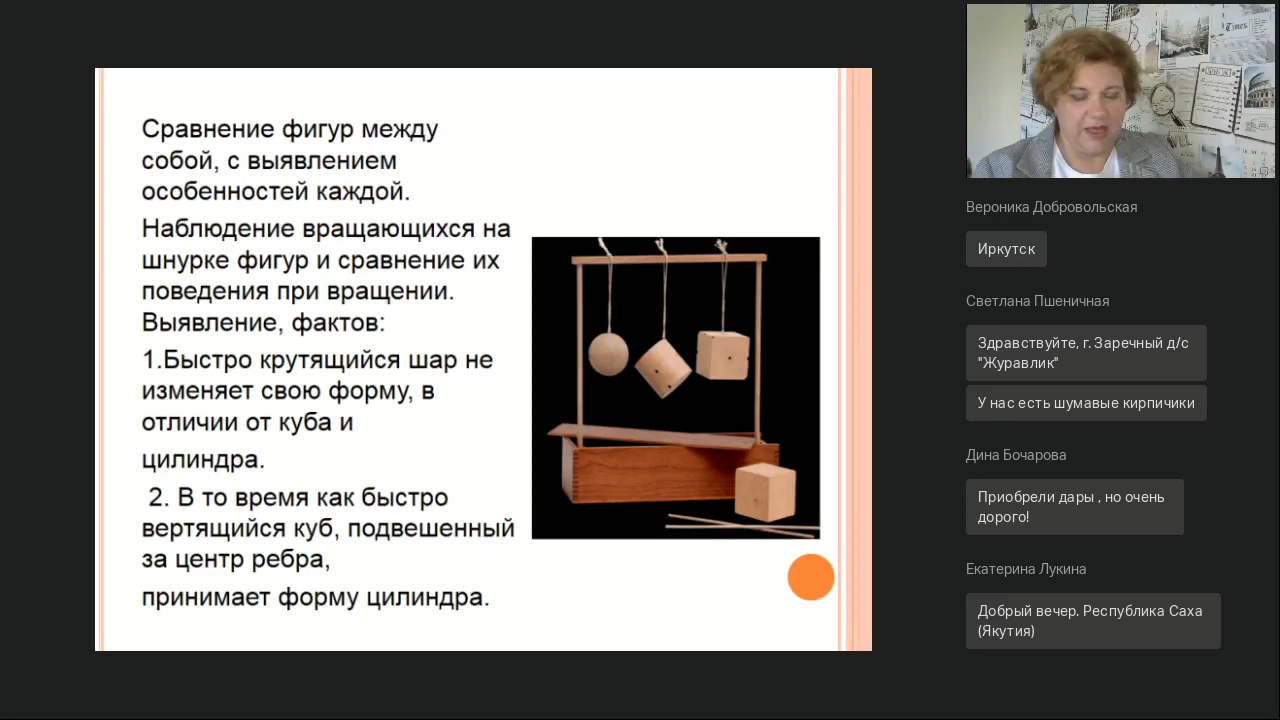 Сравнение фигур между
собой, с выявлением
особенностей каждой.
Наблюдение вращающихся на
шнурке фигур и сравнение их
поведения при вращении.
Выявление, фактов:
1.Быстро крутящийся шар не
изменяет свою форму, в
отличии от куба и
цилиндра.
2. В то время как быстро
вертящийся куб, подвешенный
за центр ребра,
принимает форму цилиндра.
Times
WILL
Вероника Добровольская
Иркутск
Светлана Пшеничная
Здравствуйте, г. Заречный д/с
"Журавлик"
У нас есть шумавые кирпичики
Дина Бочарова
Приобрели дары , но очень
дорого!
Екатерина Лукина
Добрый вечер. Республика Саха
(Якутия)